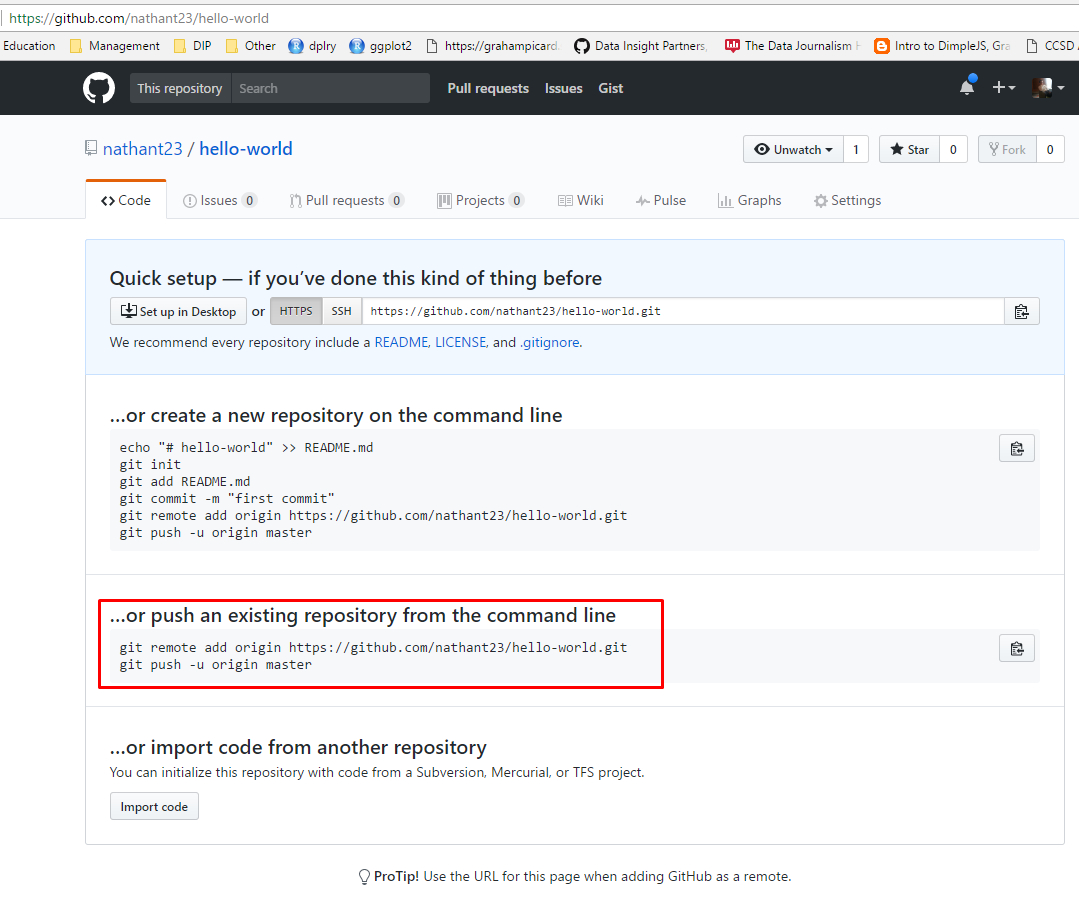 https://github.com/nathant23/hello-world
Education Management DIP Other dplry ggplot2 https://grahampicard. Data Insight Partners, The Data Journalism Intro to DimpleJS, Gra CCSD
This repository Search Pull requests Issues Gist
nathant23 / hello-world Unwatch 1 Star 0 Fork 0
Code Issues 0 Pull requests 0 Projects 0 Wiki Pulse Graphs Settings
Quick setup — if you’ve done this kind of thing before
Set up in Desktop or HTTPS SSH https://github.com/nathant23/hello-world.git
We recommend every repository include a README, LICENSE, and .gitignore.
…or create a new repository on the command line
echo "# hello-world" >> README.md
git init
git add README.md
git commit -m "first commit"
git remote add origin https://github.com/nathant23/hello-world.git
git push -u origin master
…or push an existing repository from the command line
git remote add origin https://github.com/nathant23/hello-world.git
git push -u origin master
…or import code from another repository
You can initialize this repository with code from a Subversion, Mercurial, or TFS project.
Import code
ProTip! Use the URL for this page when adding GitHub as a remote.